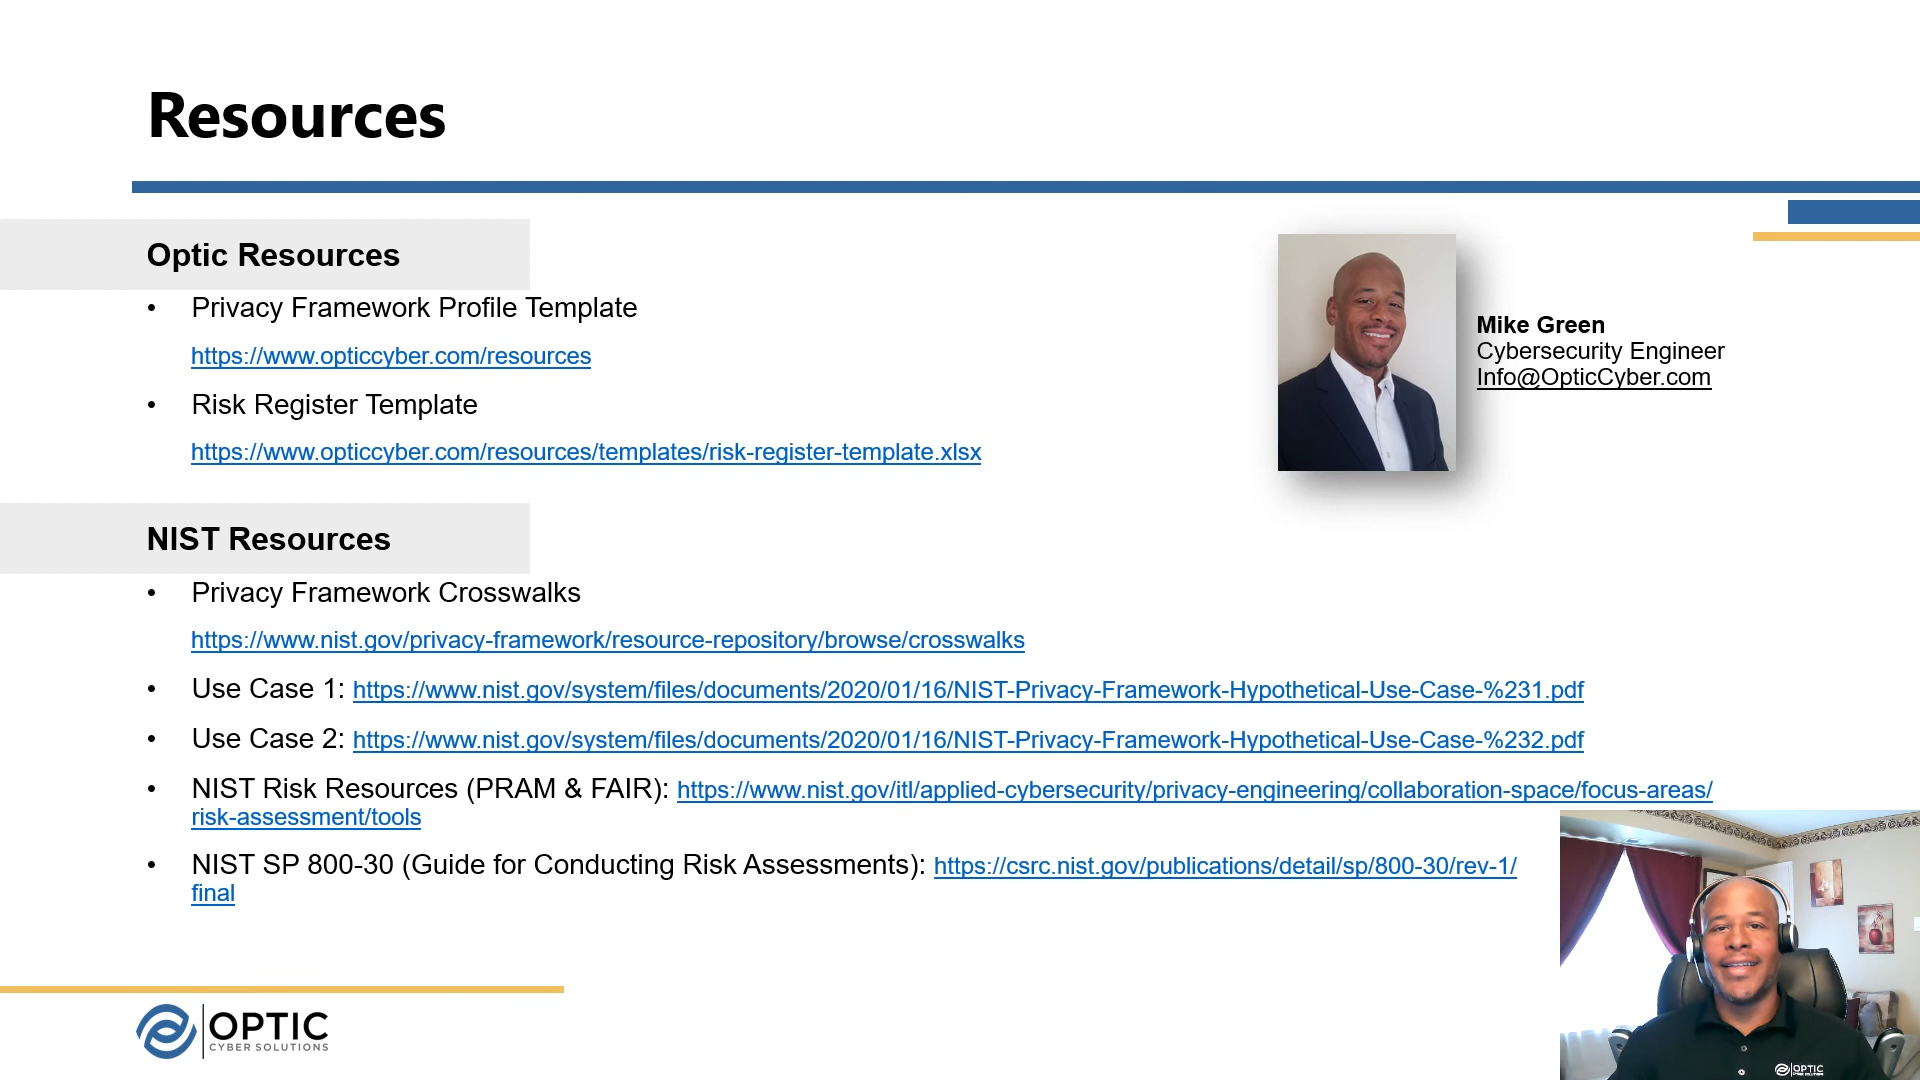 Resources
Optic Resources
• Privacy Framework Profile Template
https://www.opticcyber.com/resources
• Risk Register Template
https://www.opticcyber.com/resources/templates/risk-register-template.xlsx
Mike Green
Cybersecurity Engineer
Info@OpticCyber.com
NIST Resources
• Privacy Framework Crosswalks
https://www.nist.gov/privacy-framework/resource-repository/browse/crosswalks
• Use Case 1: https://www.nist.gov/system/files/documents/2020/01/16/NIST-Privacy-Framework-Hypothetical-Use-Case-%231.pdf
• Use Case 2: https://www.nist.gov/system/files/documents/2020/01/16/NIST-Privacy-Framework-Hypothetical-Use-Case-%232.pdf
• NIST Risk Resources (PRAM & FAIR): https://www.nist.gov/itl/applied-cybersecurity/privacy-engineering/collaboration-space/focus-areas/
risk-assessment/tools
• NIST SP 800-30 (Guide for Conducting Risk Assessments): https://csrc.nist.gov/publications/detail/sp/800-30/rev-1/
final
OPTIC
CYBER SOLUTIONS
OPTIC